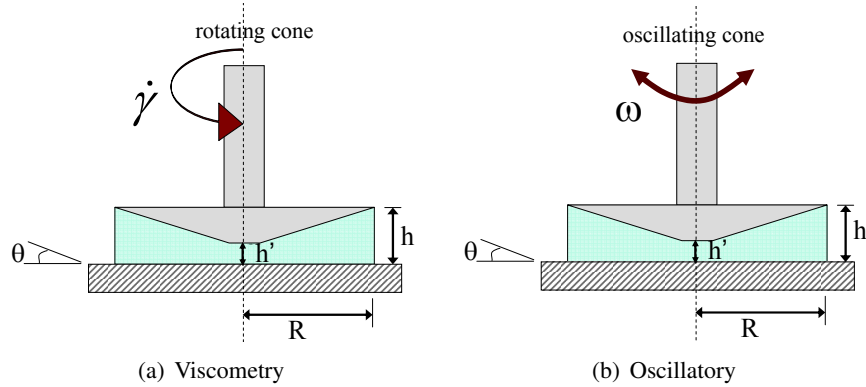 rotating cone
γ̇
h
h’
θ
R
(a) Viscometry
oscillating cone
ω
h
h’
θ
R
(b) Oscillatory